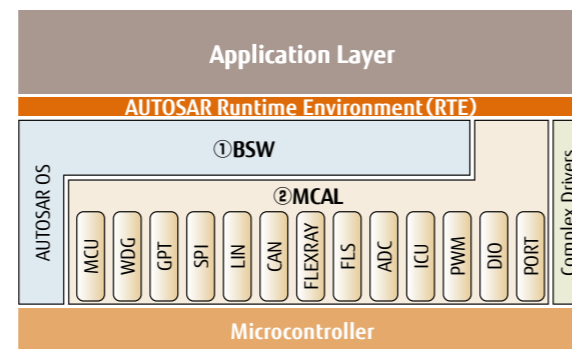 Application Layer
AUTOSAR Runtime Environment(RTE)
①BSW
AUTOSAR OS
②MCAL
MCU
WDG
GPT
SPI
LIN
CAN
FLEXRAY
FLS
ADC
ICU
PWM
DIO
PORT
Complex Drivers
Microcontroller